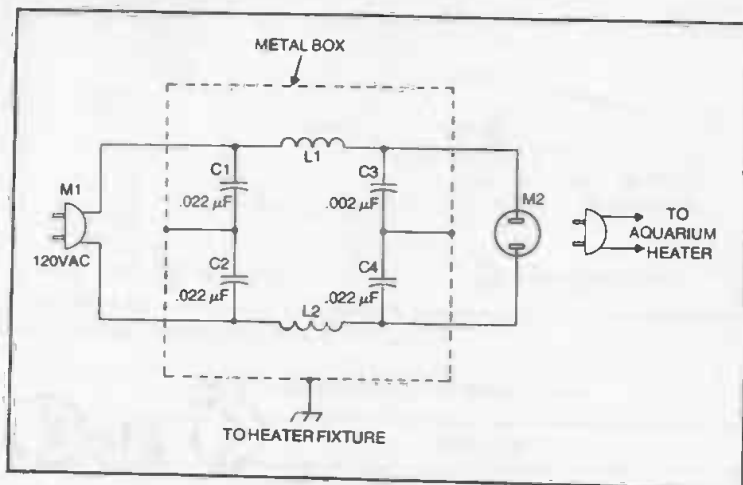 METAL BOX
L1
C1
.022 µF
C3
.002 µF
M1
120VAC
M2
TO
AQUARIUM
HEATER
C2
.022 µF
C4
.022 µF
L2
TO HEATER FIXTURE